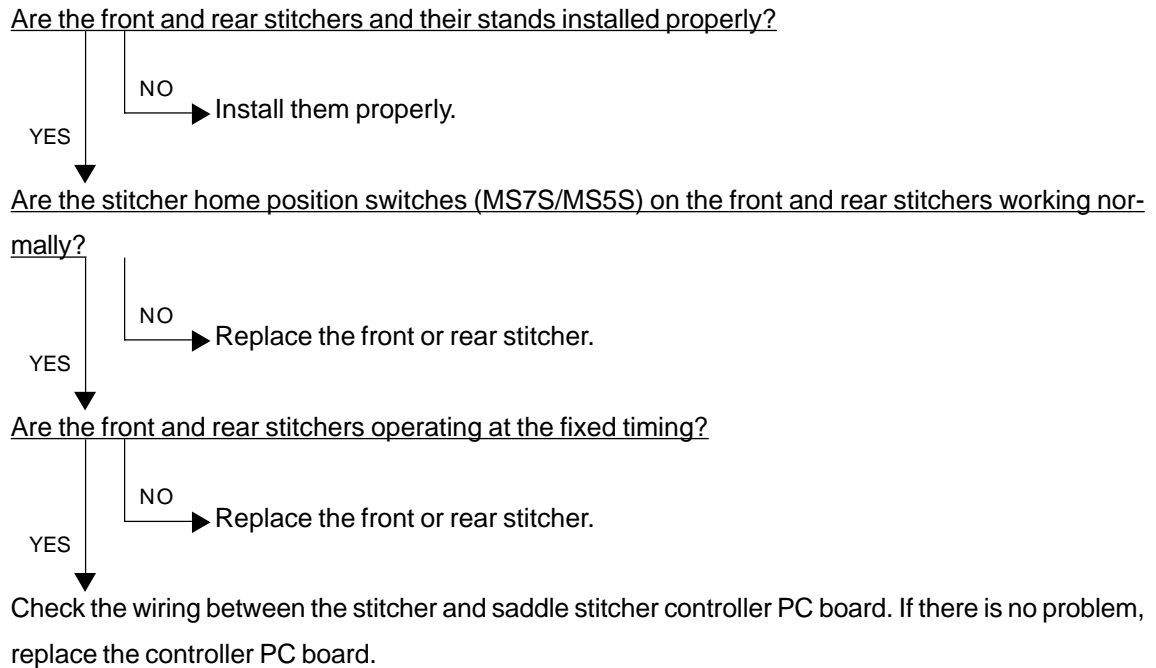 Are the front and rear stitchers and their stands installed properly?
NO
Install them properly.
YES
Are the stitcher home position switches (MS7S/MS5S) on the front and rear stitchers working nor-
mally?
NO
Replace the front or rear stitcher.
YES
Are the front and rear stitchers operating at the fixed timing?
NO
Replace the front or rear stitcher.
YES
Check the wiring between the stitcher and saddle stitcher controller PC board. If there is no problem,
replace the controller PC board.